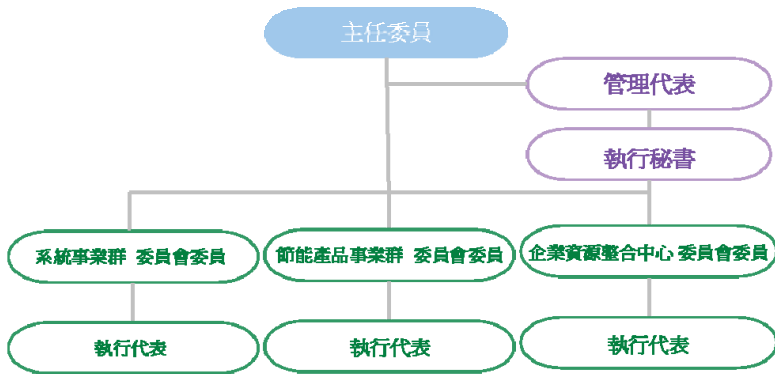 主任委員
管理代表
執行秘書
系統事業群 委員會委員
節能產品事業群 委員會委員
企業資源整合中心 委員會委員
執行代表
執行代表
執行代表